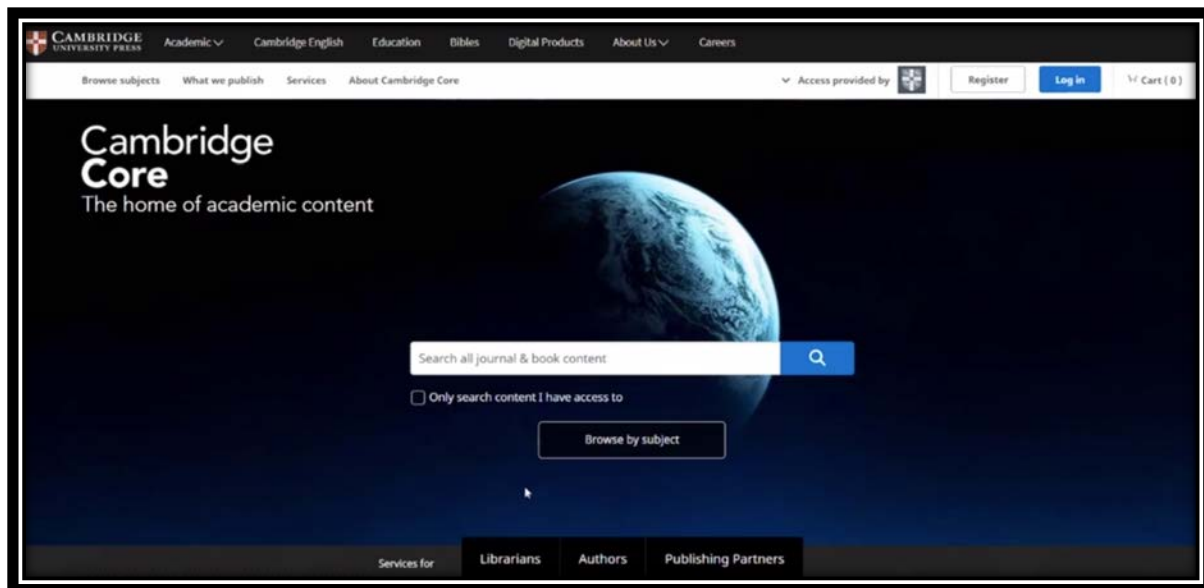 CAMBRIDGE
UNIVERSITY PRESS
Academic Cambridge English Education Bibles Digital Products About Us Careers
Browse subjects What we publish Services About Cambridge Core Access provided by Register Log in Cart ( 0 )
Cambridge
Core
The home of academic content
Search all journal & book content
Only search content I have access to
Browse by subject
Services for Librarians Authors Publishing Partners